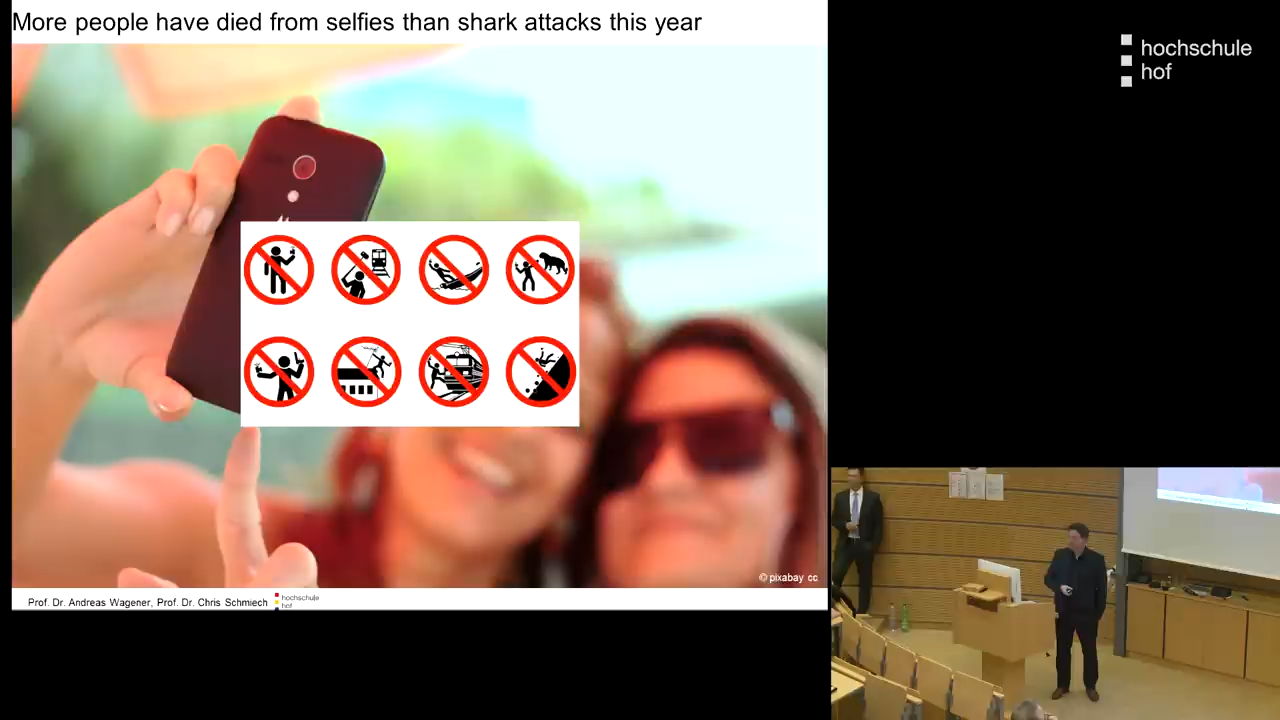 More people have died from selfies than shark attacks this year
hochschule
hof
© pixabay cc
Prof. Dr. Andreas Wagener, Prof. Dr. Chris Schmiech
hochschule
hof